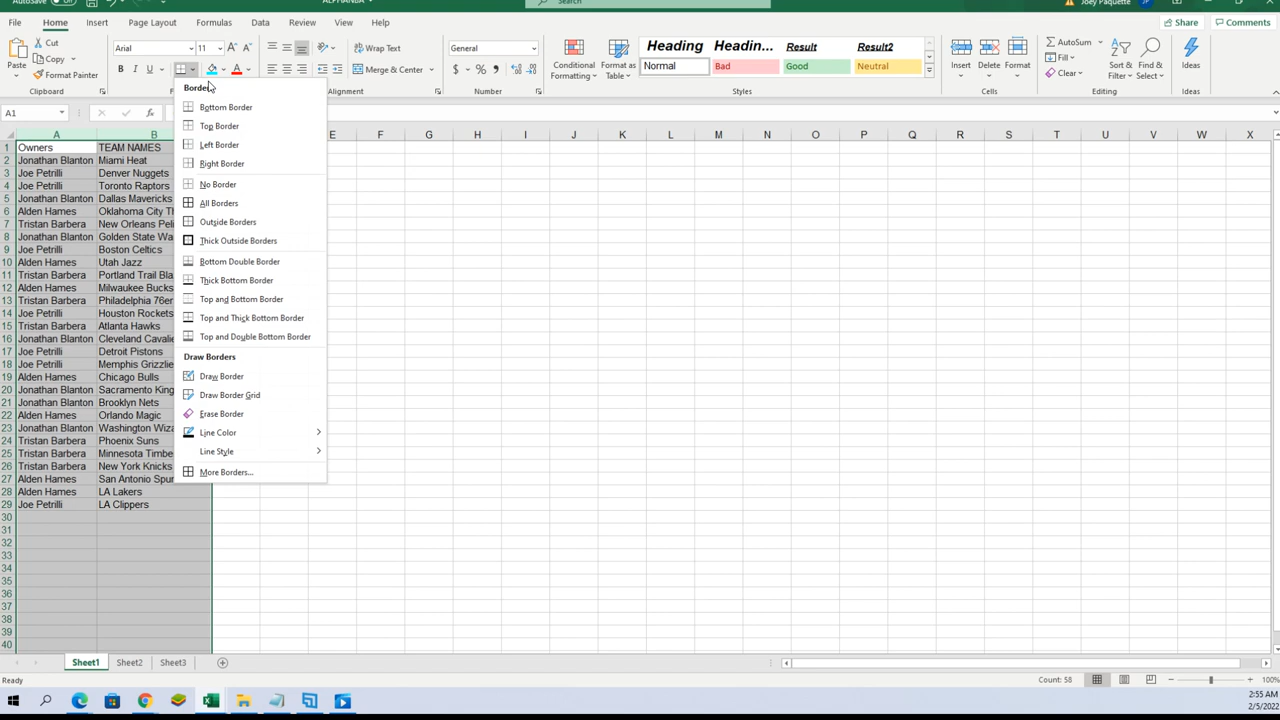 AutoSave Off ALPHANBA Search Joey Paquette
File Home Insert Page Layout Formulas Data Review View Help Share Comments
Paste Cut Copy Format Painter Clipboard
Arial 11 B I U
Wrap Text Merge & Center Alignment
General $ % Number
Conditional Formatting Format as Table
Heading Headin... Result Result2
Normal Bad Good Neutral
Styles
Insert Delete Format Cells
AutoSum Fill Clear Sort & Filter Find & Select Editing
Ideas Ideas
A1 fx
A B E F G H I J K L M N O P Q R S T U V W X
1 Owners TEAM NAMES
2 Jonathan Blanton Miami Heat
3 Joe Petrilli Denver Nuggets
4 Joe Petrilli Toronto Raptors
5 Jonathan Blanton Dallas Mavericks
6 Alden Hames Oklahoma City Th
7 Tristan Barbera New Orleans Peli
8 Jonathan Blanton Golden State Wa
9 Joe Petrilli Boston Celtics
10 Alden Hames Utah Jazz
11 Tristan Barbera Portland Trail Bla
12 Alden Hames Milwaukee Bucks
13 Tristan Barbera Philadelphia 76er
14 Joe Petrilli Houston Rockets
15 Tristan Barbera Atlanta Hawks
16 Jonathan Blanton Cleveland Cavalie
17 Joe Petrilli Detroit Pistons
18 Joe Petrilli Memphis Grizzlie
19 Alden Hames Chicago Bulls
20 Jonathan Blanton Sacramento King
21 Jonathan Blanton Brooklyn Nets
22 Alden Hames Orlando Magic
23 Jonathan Blanton Washington Wiza
24 Tristan Barbera Phoenix Suns
25 Tristan Barbera Minnesota Timbe
26 Tristan Barbera New York Knicks
27 Alden Hames San Antonio Spur
28 Alden Hames LA Lakers
29 Joe Petrilli LA Clippers
30
31
32
33
34
35
36
37
38
39
40
Borders
Bottom Border
Top Border
Left Border
Right Border
No Border
All Borders
Outside Borders
Thick Outside Borders
Bottom Double Border
Thick Bottom Border
Top and Bottom Border
Top and Thick Bottom Border
Top and Double Bottom Border
Draw Borders
Draw Border
Draw Border Grid
Erase Border
Line Color
Line Style
More Borders...
Sheet1 Sheet2 Sheet3
Ready Count: 58 100%
2:55 AM
2/5/2022